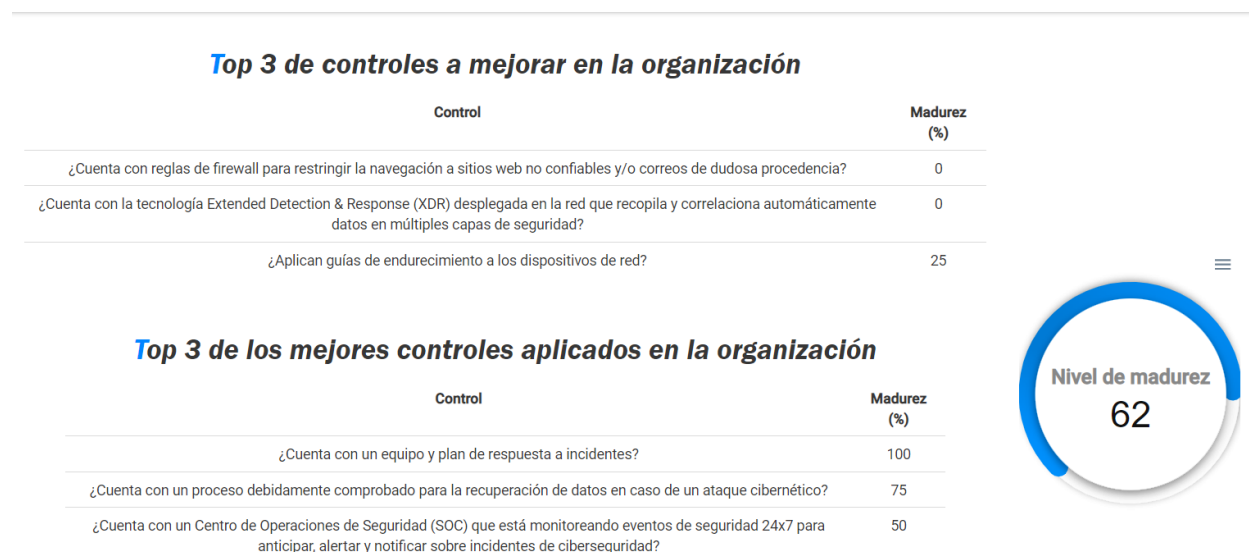 Top 3 de controles a mejorar en la organización
Control
Madurez
(%)
¿Cuenta con reglas de firewall para restringir la navegación a sitios web no confiables y/o correos de dudosa procedencia?
0
¿Cuenta con la tecnología Extended Detection & Response (XDR) desplegada en la red que recopila y correlaciona automáticamente
datos en múltiples capas de seguridad?
0
¿Aplican guías de endurecimiento a los dispositivos de red?
25
Top 3 de los mejores controles aplicados en la organización
Control
Madurez
(%)
¿Cuenta con un equipo y plan de respuesta a incidentes?
100
¿Cuenta con un proceso debidamente comprobado para la recuperación de datos en caso de un ataque cibernético?
75
¿Cuenta con un Centro de Operaciones de Seguridad (SOC) que está monitoreando eventos de seguridad 24x7 para
anticipar, alertar y notificar sobre incidentes de ciberseguridad?
50
Nivel de madurez
62